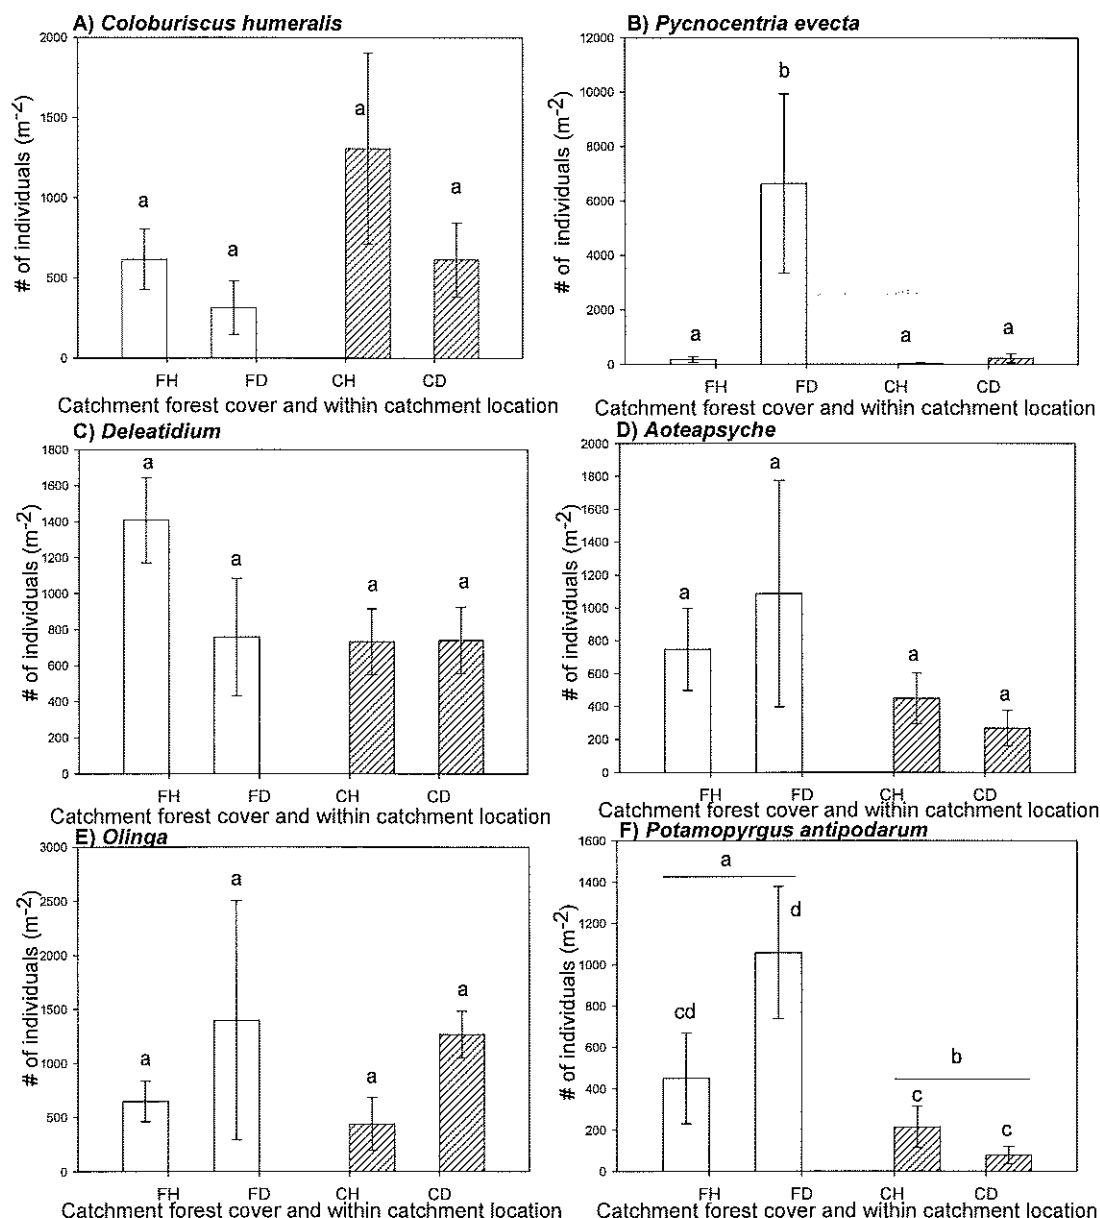 A) Coloburiscus humeralis
2000
1500
1000
500
0
# of individuals (m-2)
a
a
a
a
FH FD CH CD
Catchment forest cover and within catchment location
B) Pycnocentria evecta
12000
10000
8000
6000
4000
2000
0
# of individuals (m-2)
a
b
a
a
FH FD CH CD
Catchment forest cover and within catchment location
C) Deleatidium
1800
1600
1400
1200
1000
800
600
400
200
0
# of individuals (m-2)
a
a
a
a
FH FD CH CD
Catchment forest cover and within catchment location
D) Aoteapsyche
2000
1800
1600
1400
1200
1000
800
600
400
200
0
# of individuals (m-2)
a
a
a
a
FH FD CH CD
Catchment forest cover and within catchment location
E) Olinga
3000
2500
2000
1500
1000
500
0
# of individuals (m-2)
a
a
a
a
FH FD CH CD
Catchment forest cover and within catchment location
F) Potamopyrgus antipodarum
1600
1400
1200
1000
800
600
400
200
0
# of individuals (m-2)
a
cd
d
b
c
c
FH FD CH CD
Catchment forest cover and within catchment location